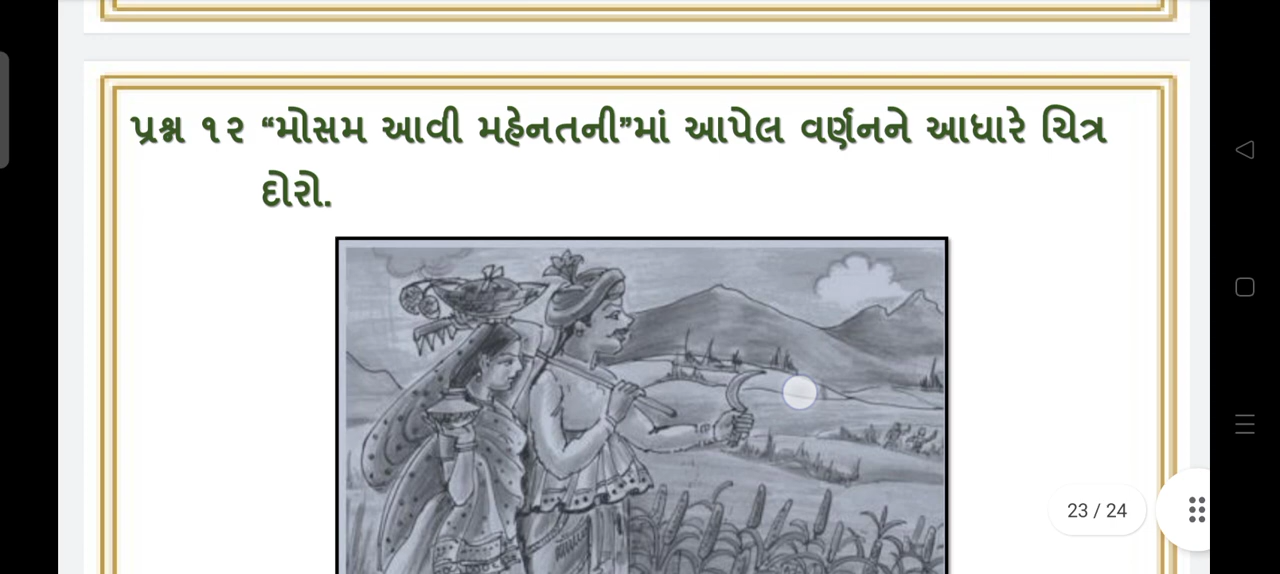 પ્રશ્ન ૧૨ “મોસમ આવી મહેનતની”માં આપેલ વર્ણનને આધારે ચિત્ર
દોરો.
23 / 24